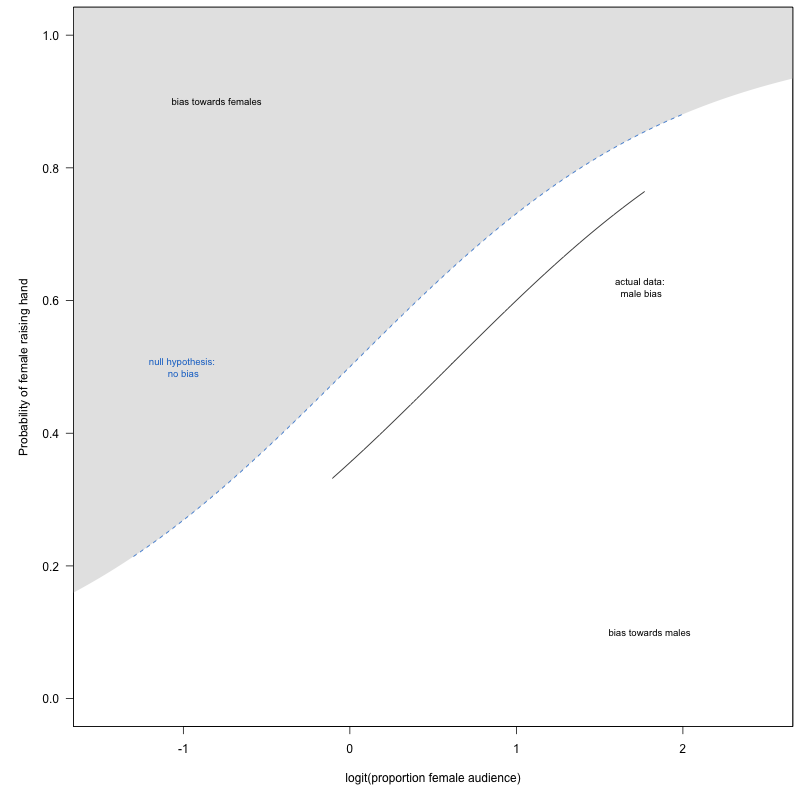 1.0
bias towards females
0.8
actual data:
male bias
0.6
Probability of female raising hand
null hypothesis:
no bias
0.4
0.2
bias towards males
0.0
-1
0
1
2
logit(proportion female audience)